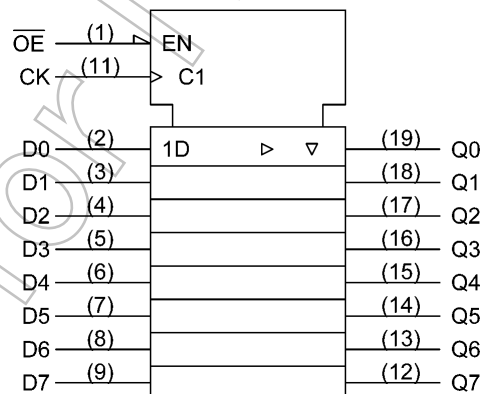 OE (1) EN
CK (11) C1
D0 (2) 1D (19) Q0
D1 (3) (18) Q1
D2 (4) (17) Q2
D3 (5) (16) Q3
D4 (6) (15) Q4
D5 (7) (14) Q5
D6 (8) (13) Q6
D7 (9) (12) Q7